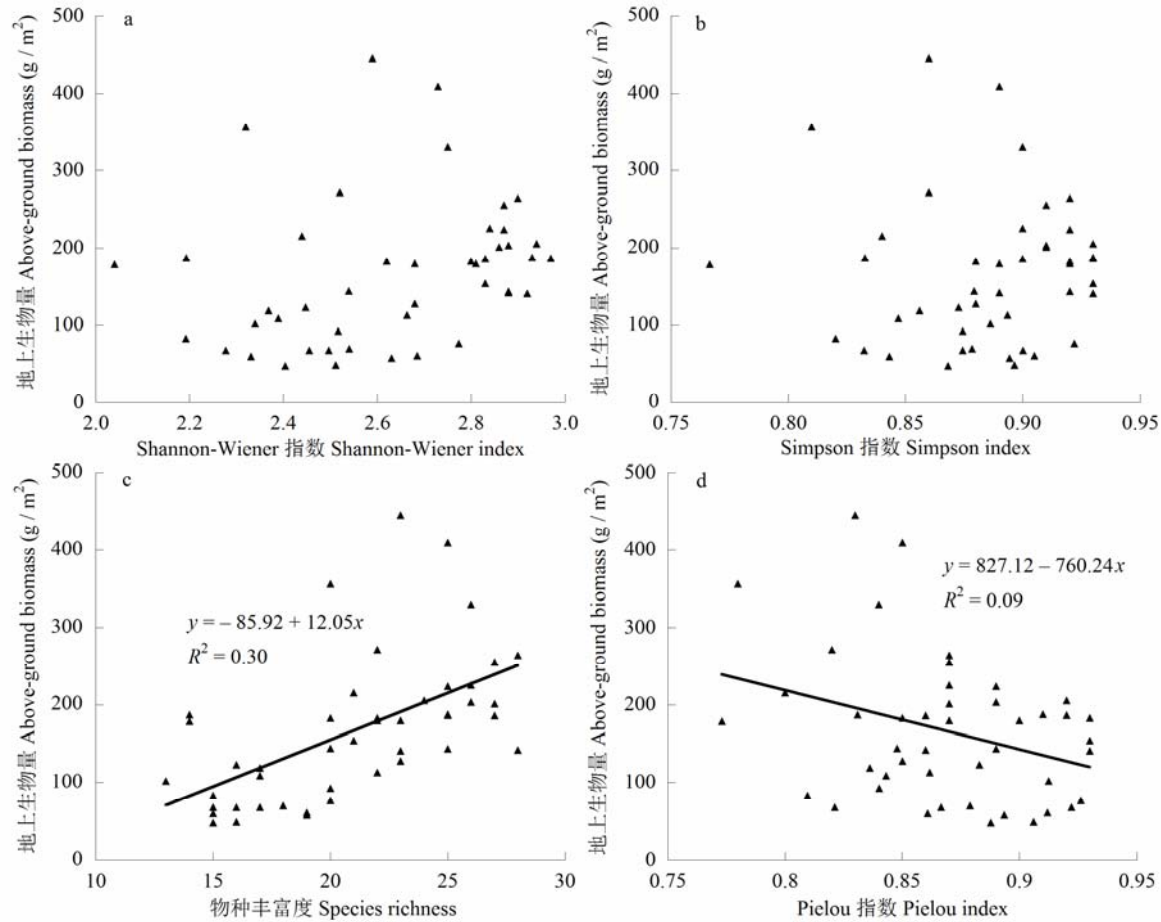 a
500
400
300
200
100
0
地上生物量 Above-ground biomass (g / m²)
2.0 2.2 2.4 2.6 2.8 3.0
Shannon-Wiener 指数 Shannon-Wiener index
b
500
400
300
200
100
0
地上生物量 Above-ground biomass (g / m²)
0.75 0.80 0.85 0.90 0.95
Simpson 指数 Simpson index
c
500
400
300
200
100
0
地上生物量 Above-ground biomass (g / m²)
y = – 85.92 + 12.05x
R² = 0.30
10 15 20 25 30
物种丰富度 Species richness
d
500
400
300
200
100
0
地上生物量 Above-ground biomass (g / m²)
y = 827.12 – 760.24x
R² = 0.09
0.75 0.80 0.85 0.90 0.95
Pielou 指数 Pielou index